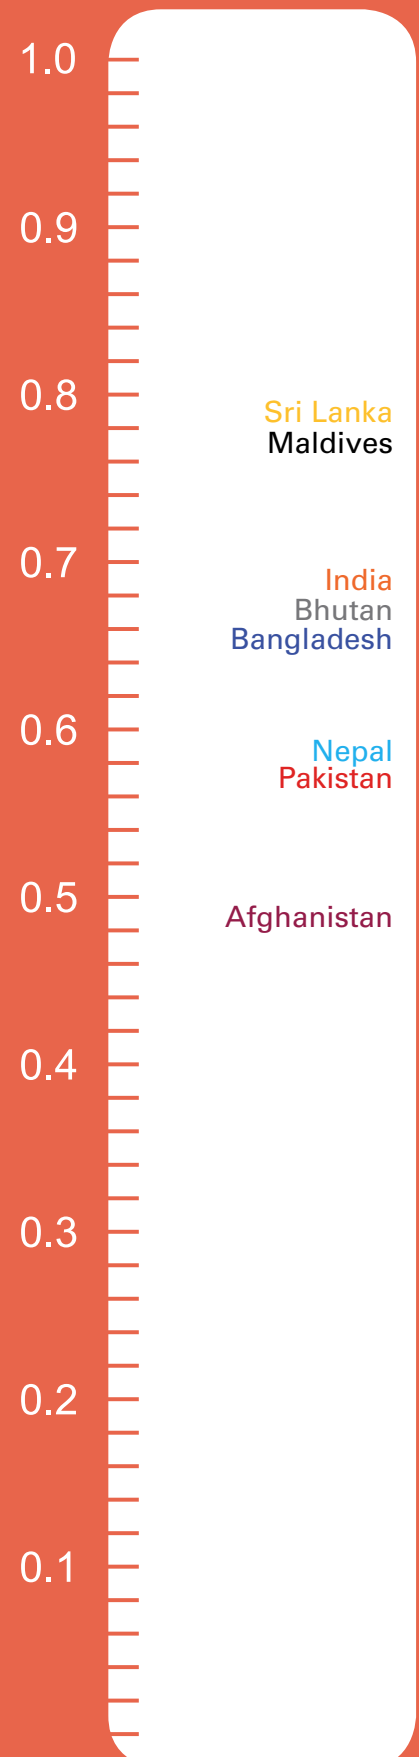 1.0
0.9
0.8
Sri Lanka
Maldives
0.7
India
Bhutan
Bangladesh
0.6
Nepal
Pakistan
0.5
Afghanistan
0.4
0.3
0.2
0.1